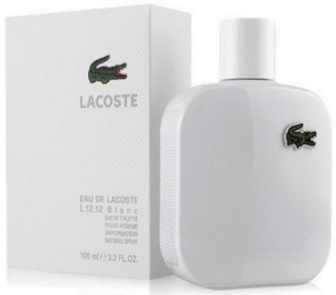 LACOSTE
EAU DE LACOSTE
L.12.12 Blanc
EAU DE TOILETTE
POUR HOMME
VAPORISATEUR
NATURAL SPRAY
100 ml e 3.3 FL.OZ.